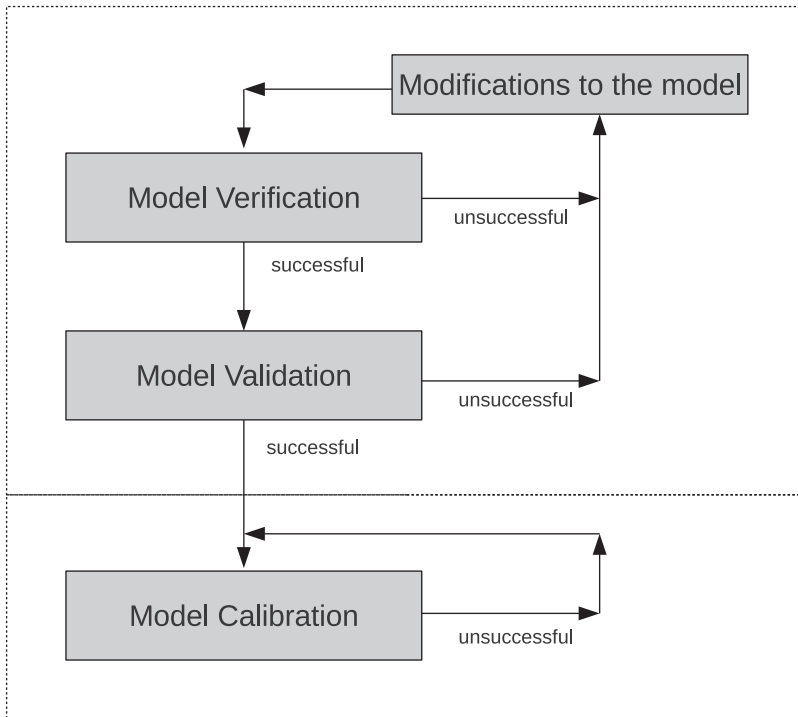 Modifications to the model
Model Verification
unsuccessful
successful
Model Validation
unsuccessful
successful
Model Calibration
unsuccessful